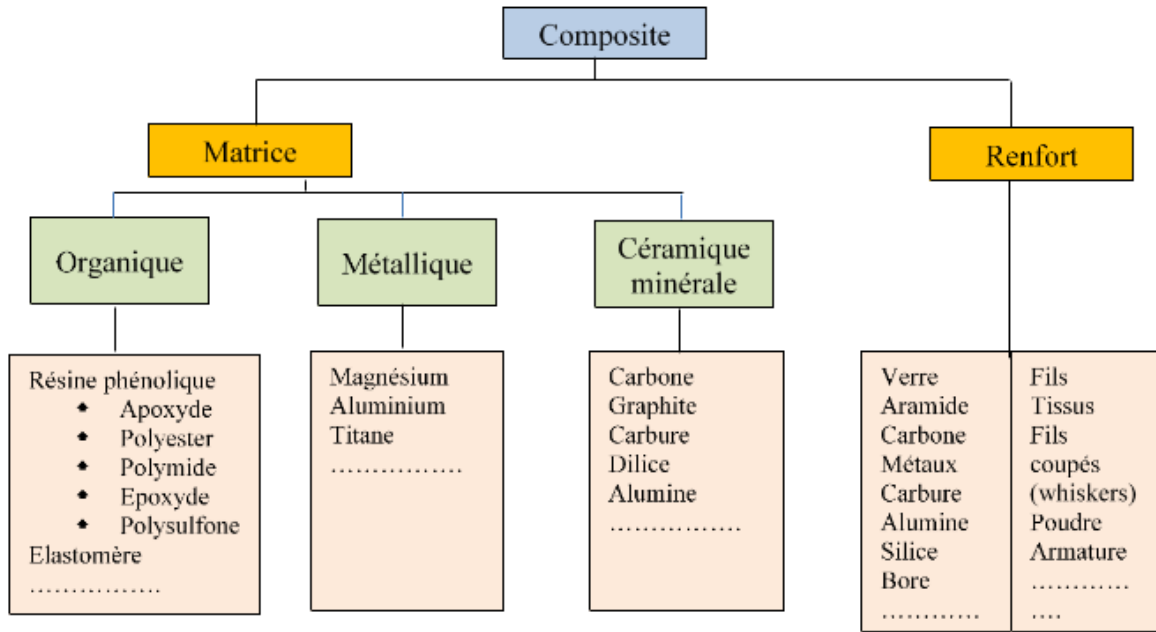 Composite
Matrice
Renfort
Organique
Métallique
Céramique
minérale
Résine phénolique
Apoxyde
Polyester
Polymide
Epoxyde
Polysulfone
Elastomère
…………….
Magnésium
Aluminium
Titane
…………….
Carbone
Graphite
Carbure
Dilice
Alumine
…………….
Verre
Aramide
Carbone
Métaux
Carbure
Alumine
Silice
Bore
…………
Fils
Tissus
Fils
coupés
(whiskers)
Poudre
Armature
…………
….